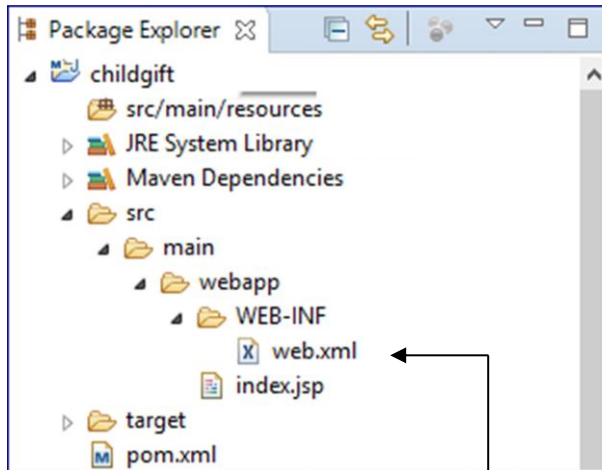 Package Explorer
childgift
src/main/resources
JRE System Library
Maven Dependencies
src
main
webapp
WEB-INF
web.xml
index.jsp
target
pom.xml